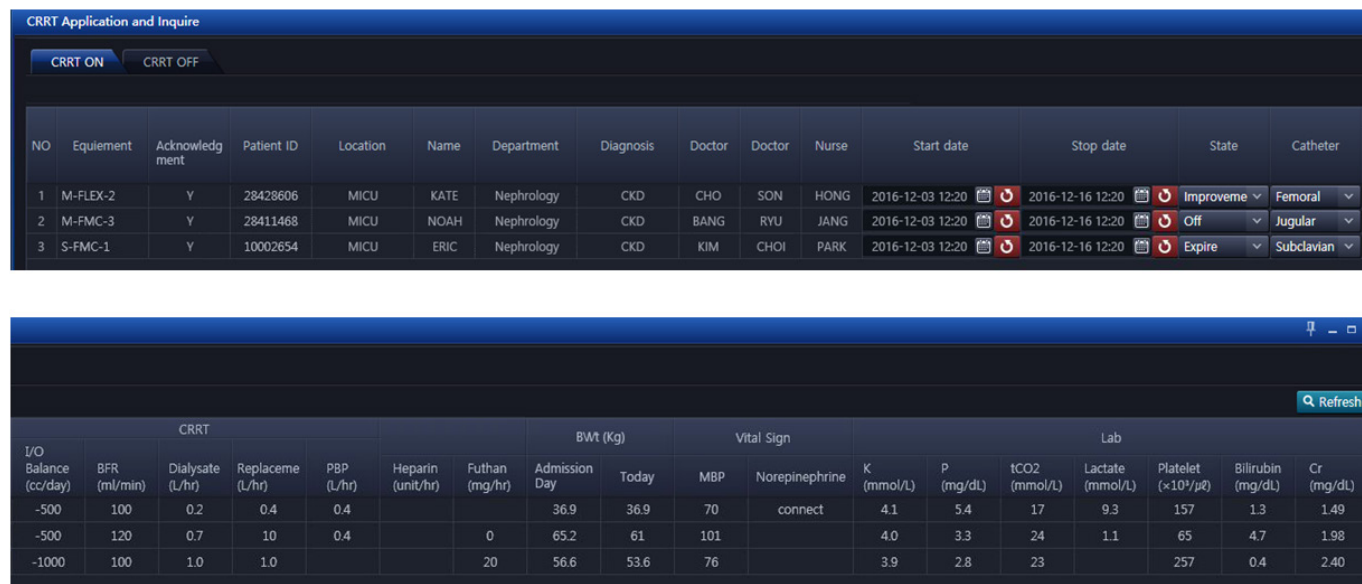 CRRT Application and Inquire
CRRT ON CRRT OFF
NO Equiement Acknowledg ment Patient ID Location Name Department Diagnosis Doctor Doctor Nurse Start date Stop date State Catheter
1 M-FLEX-2 Y 28428606 MICU KATE Nephrology CKD CHO SON HONG 2016-12-03 12:20 2016-12-16 12:20 Improveme Femoral
2 M-FMC-3 Y 28411468 MICU NOAH Nephrology CKD BANG RYU JANG 2016-12-03 12:20 2016-12-16 12:20 Off Jugular
3 S-FMC-1 Y 10002654 MICU ERIC Nephrology CKD KIM CHOI PARK 2016-12-03 12:20 2016-12-16 12:20 Expire Subclavian
Refresh
CRRT BWt (Kg) Vital Sign Lab
I/O Balance (cc/day) BFR (ml/min) Dialysate (L/hr) Replaceme (L/hr) PBP (L/hr) Heparin (unit/hr) Futhan (mg/hr) Admission Day Today MBP Norepinephrine K (mmol/L) P (mg/dL) tCO2 (mmol/L) Lactate (mmol/L) Platelet (×10³/㎕) Bilirubin (mg/dL) Cr (mg/dL)
-500 100 0.2 0.4 0.4 36.9 36.9 70 connect 4.1 5.4 17 9.3 157 1.3 1.49
-500 120 0.7 10 0.4 0 65.2 61 101 4.0 3.3 24 1.1 65 4.7 1.98
-1000 100 1.0 1.0 20 56.6 53.6 76 3.9 2.8 23 257 0.4 2.40